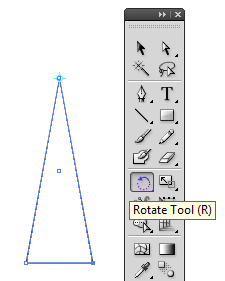 Rotate Tool (R)
T